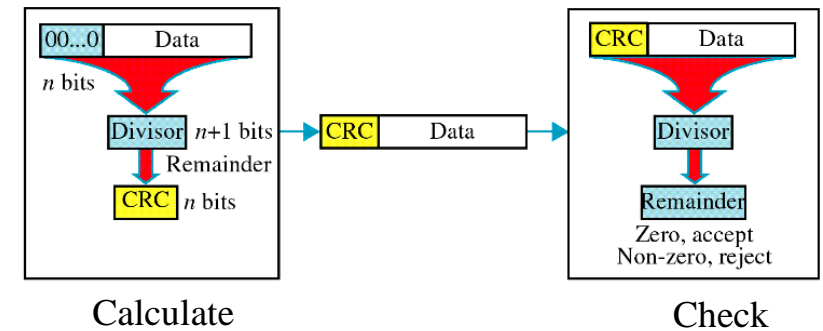 00...0 Data
n bits
Divisor n+1 bits
Remainder
CRC n bits
Calculate
CRC Data
CRC Data
Divisor
Remainder
Zero, accept
Non-zero, reject
Check